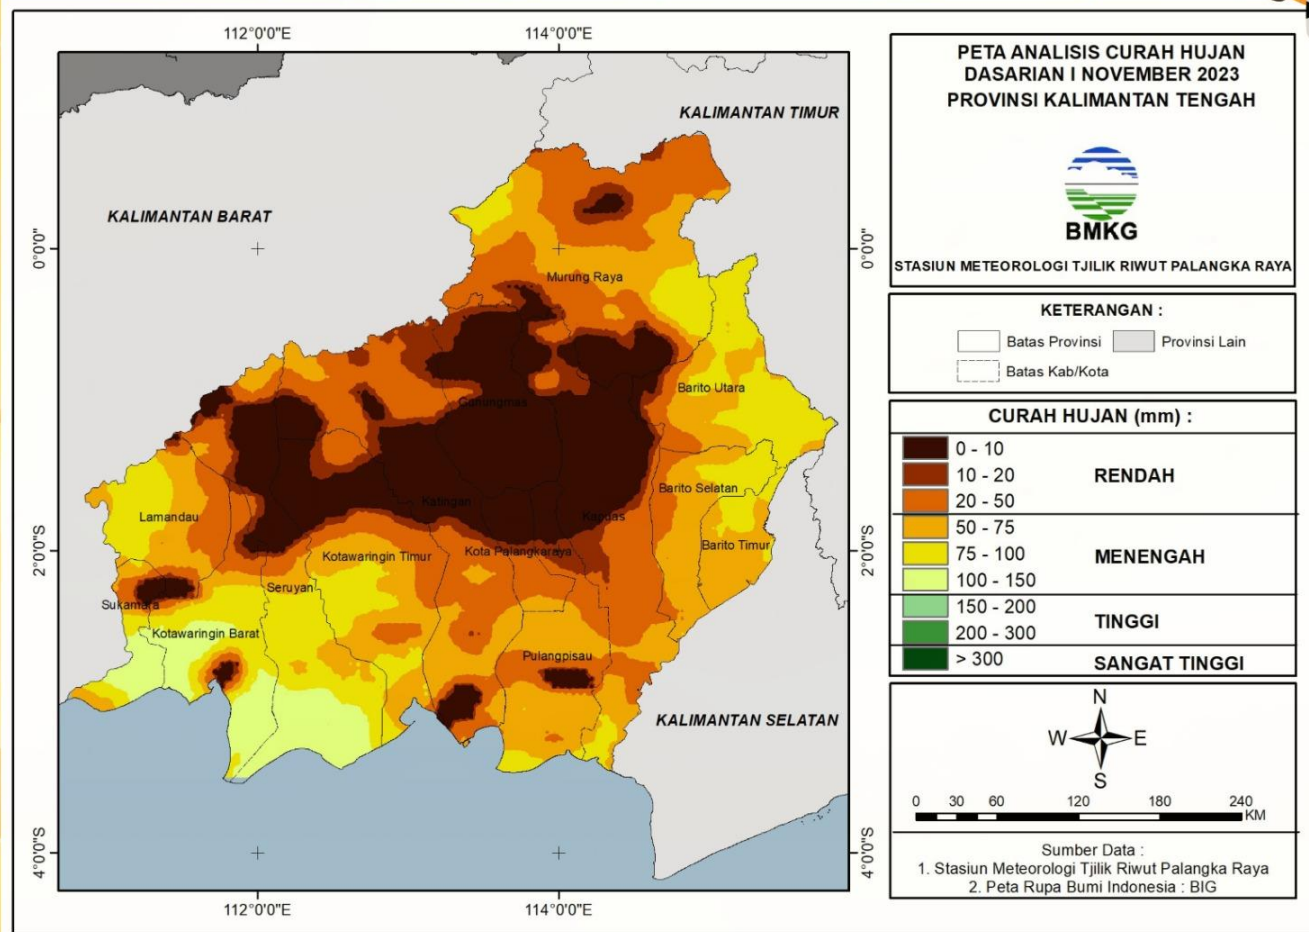 112°0'0"E
114°0'0"E
KALIMANTAN TIMUR
KALIMANTAN BARAT
0°0'0"
0°0'0"
Murung Raya
Barito Utara
Gunungmas
Barito Selatan
Katingan
Kapuas
Lamandau
Barito Timur
2°0'0"S
2°0'0"S
Kotawaringin Timur
Kota Palangkaraya
Seruyan
Sukamara
Kotawaringin Barat
Pulangpisau
KALIMANTAN SELATAN
4°0'0"S
4°0'0"S
112°0'0"E
114°0'0"E
PETA ANALISIS CURAH HUJAN
DASARIAN I NOVEMBER 2023
PROVINSI KALIMANTAN TENGAH
BMKG
STASIUN METEOROLOGI TJILIK RIWUT PALANGKA RAYA
KETERANGAN :
Batas Provinsi
Provinsi Lain
Batas Kab/Kota
CURAH HUJAN (mm) :
0 - 10
10 - 20
RENDAH
20 - 50
50 - 75
75 - 100
MENENGAH
100 - 150
150 - 200
TINGGI
200 - 300
> 300
SANGAT TINGGI
N
W
E
S
0 30 60 120 180 240
KM
Sumber Data :
1. Stasiun Meteorologi Tjilik Riwut Palangka Raya
2. Peta Rupa Bumi Indonesia : BIG